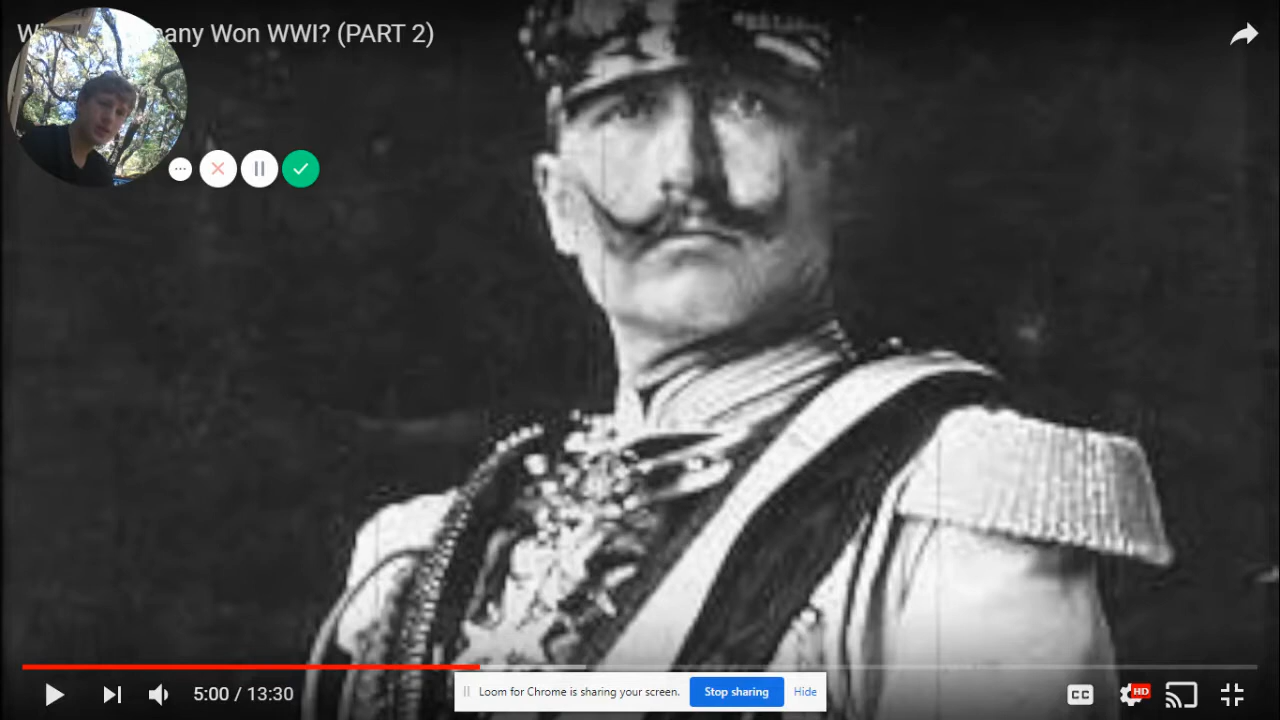 Wi
any Won WWI? (PART 2)
5:00 / 13:30
Loom for Chrome is sharing your screen.
Stop sharing
Hide
CC
HD